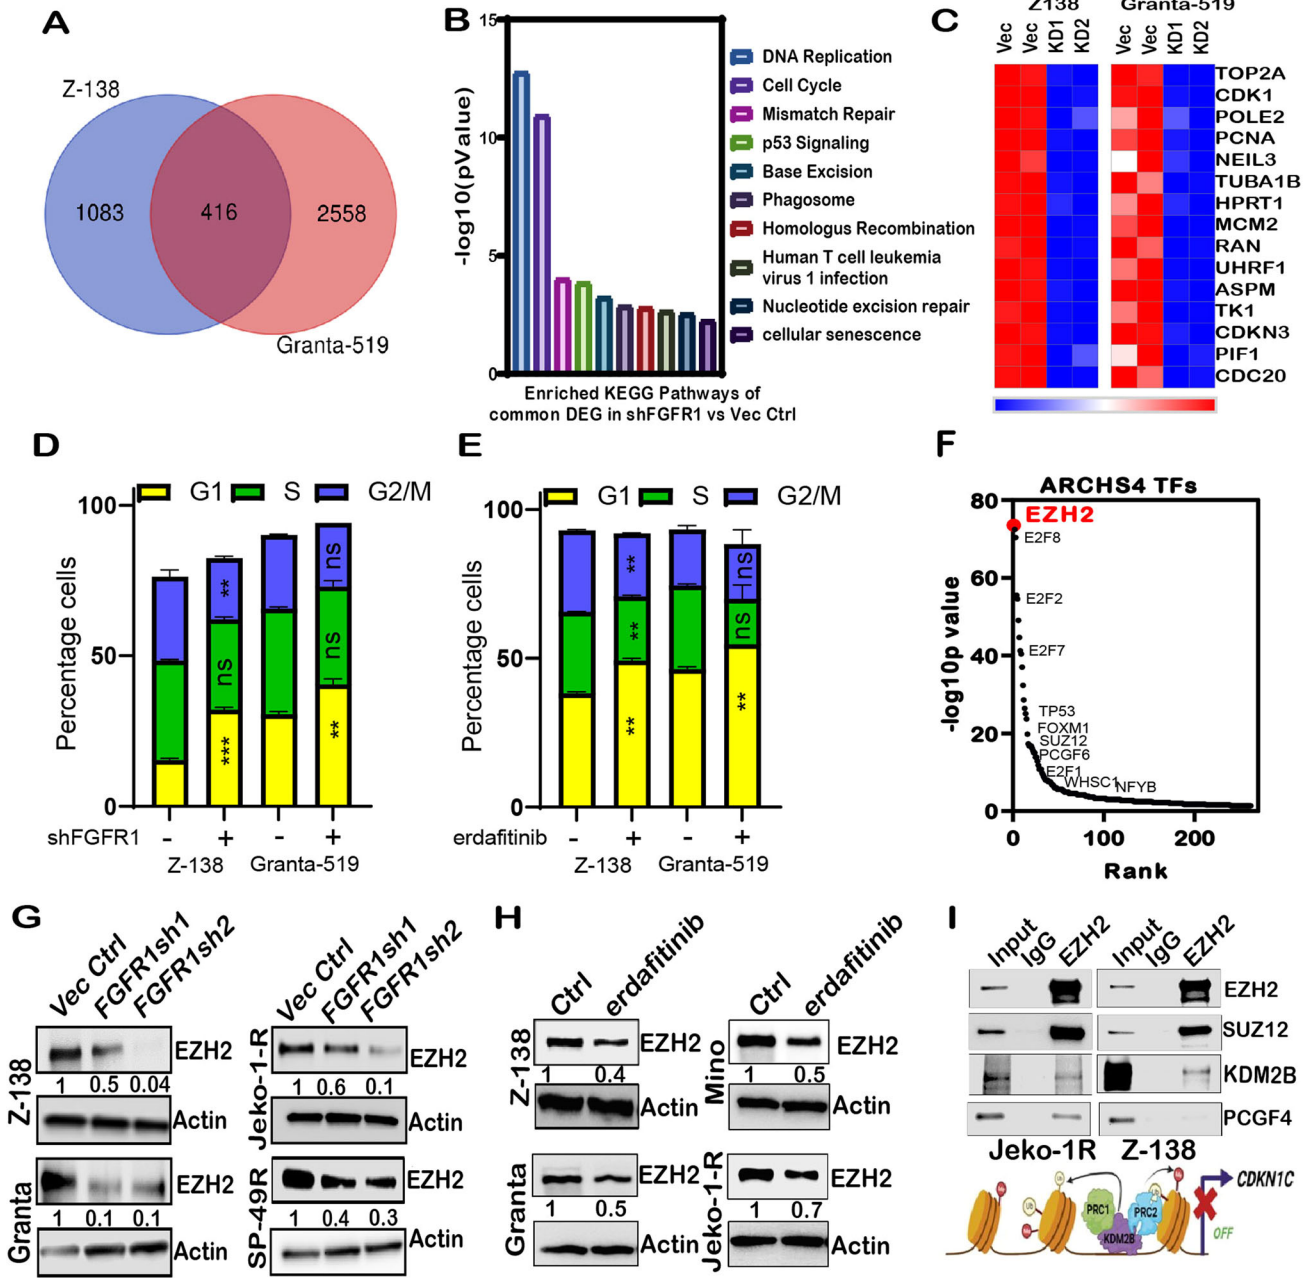 A
Z-138
1083
416
2558
Granta-519
B
15
10
5
0
-log10(pValue)
DNA Replication
Cell Cycle
Mismatch Repair
p53 Signaling
Base Excision
Phagosome
Homologus Recombination
Human T cell leukemia
virus 1 infection
Nucleotide excision repair
cellular senescence
Enriched KEGG Pathways of
common DEG in shFGFR1 vs Vec Ctrl
C
Z138
Granta-519
Vec Vec KD1 KD2 Vec Vec KD1 KD2
TOP2A
CDK1
POLE2
PCNA
NEIL3
TUBA1B
HPRT1
MCM2
RAN
UHRF1
ASPM
TK1
CDKN3
PIF1
CDC20
D
G1 S G2/M
100
50
0
Percentage cells
** ns ***
ns ns **
shFGFR1 - + - +
Z-138 Granta-519
E
G1 S G2/M
100
50
0
Percentage cells
** ** **
ns ns **
erdafitinib - + - +
Z-138 Granta-519
F
ARCHS4 TFs
80
60
40
20
0
-log10p value
EZH2
E2F8
E2F2
E2F7
TP53
FOXM1
SUZ12
PCGF6
E2F1
WHSC1 NFYB
0 100 200
Rank
G
Vec Ctrl FGFR1sh1 FGFR1sh2
Z-138
EZH2
1 0.5 0.04
Actin
Granta
EZH2
1 0.1 0.1
Actin
Vec Ctrl FGFR1sh1 FGFR1sh2
Jeko-1-R
EZH2
1 0.6 0.1
Actin
SP-49R
EZH2
1 0.4 0.3
Actin
H
Ctrl erdafitinib
Z-138
EZH2
1 0.4
Actin
Granta
EZH2
1 0.5
Actin
Ctrl erdafitinib
Mino
EZH2
1 0.5
Actin
Jeko-1-R
EZH2
1 0.7
Actin
I
Input IgG EZH2 Input IgG EZH2
EZH2
SUZ12
KDM2B
PCGF4
Jeko-1R Z-138
PRC1
KDM2B
PRC2
Ub
Me
Ub
Me
Me
Ub
Me
CDKN1C
OFF